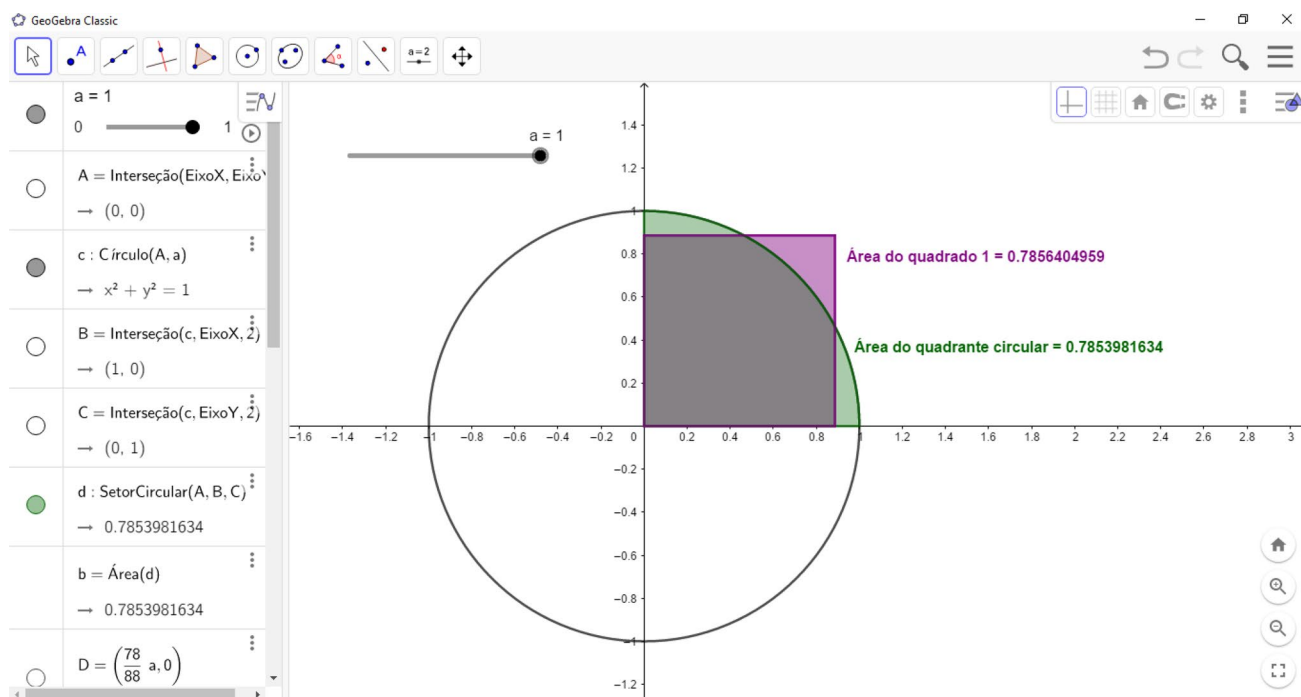 GeoGebra Classic
A
a=2
a = 1
0 1
A = Interseção(EixoX, EixoY
→ (0, 0)
c : Círculo(A, a)
→ x² + y² = 1
B = Interseção(c, EixoX, 2)
→ (1, 0)
C = Interseção(c, EixoY, 2)
→ (0, 1)
d : SetorCircular(A, B, C)
→ 0.7853981634
b = Área(d)
→ 0.7853981634
D = (78/88 a, 0)
a = 1
1.4
1.2
1
0.8
0.6
0.4
0.2
Área do quadrado 1 = 0.7856404959
Área do quadrante circular = 0.7853981634
−1.6 −1.4 −1.2 −1 −0.8 −0.6 −0.4 −0.2 0 0.2 0.4 0.6 0.8 1 1.2 1.4 1.6 1.8 2 2.2 2.4 2.6 2.8 3
−0.2
−0.4
−0.6
−0.8
−1
−1.2